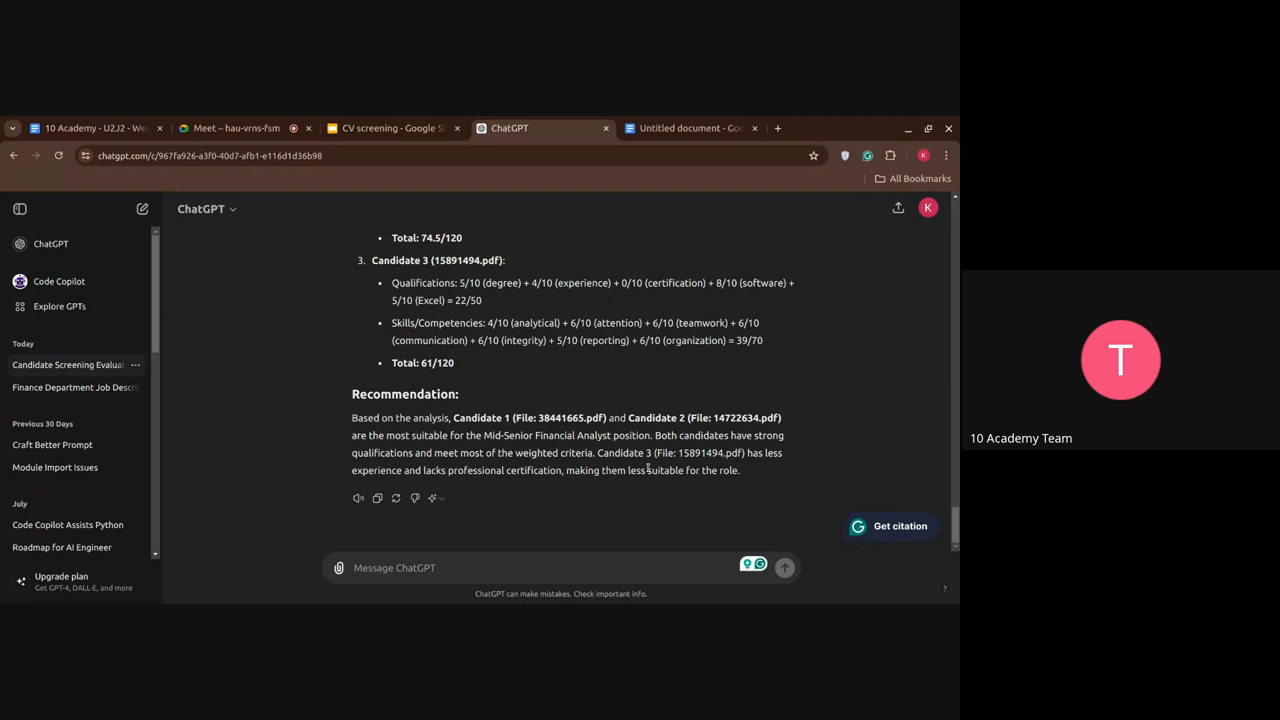 10 Academy - U2J2 - We
Meet – hau-vrns-fsm
CV screening - Google Sl
ChatGPT
Untitled document - Goo
chatgpt.com/c/967fa926-a3f0-40d7-afb1-e116d1d36b98
K
All Bookmarks
ChatGPT
K
ChatGPT
Code Copilot
Explore GPTs
Today
Candidate Screening Evaluat
Finance Department Job Descri
Previous 30 Days
Craft Better Prompt
Module Import Issues
July
Code Copilot Assists Python
Roadmap for AI Engineer
Upgrade plan
Get GPT-4, DALL-E, and more
• Total: 74.5/120
3. Candidate 3 (15891494.pdf):
• Qualifications: 5/10 (degree) + 4/10 (experience) + 0/10 (certification) + 8/10 (software) +
5/10 (Excel) = 22/50
• Skills/Competencies: 4/10 (analytical) + 6/10 (attention) + 6/10 (teamwork) + 6/10
(communication) + 6/10 (integrity) + 5/10 (reporting) + 6/10 (organization) = 39/70
• Total: 61/120
Recommendation:
Based on the analysis, Candidate 1 (File: 38441665.pdf) and Candidate 2 (File: 14722634.pdf)
are the most suitable for the Mid-Senior Financial Analyst position. Both candidates have strong
qualifications and meet most of the weighted criteria. Candidate 3 (File: 15891494.pdf) has less
experience and lacks professional certification, making them less suitable for the role.
Get citation
Message ChatGPT
ChatGPT can make mistakes. Check important info.
?
T
10 Academy Team